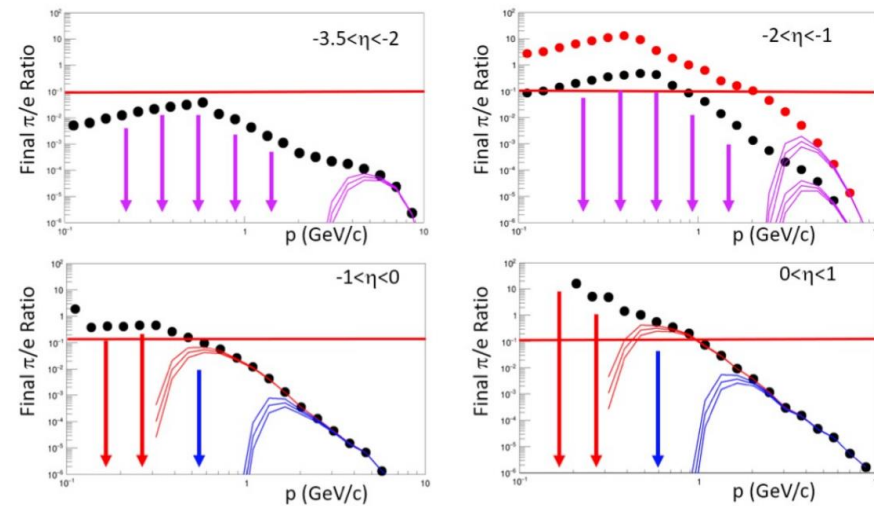 -3.5<η<-2
Final π/e Ratio
10²
10
1
10⁻¹
10⁻²
10⁻³
10⁻⁴
10⁻⁵
10⁻⁶
10⁻¹ 1 10
p (GeV/c)
-2<η<-1
Final π/e Ratio
10²
10
1
10⁻¹
10⁻²
10⁻³
10⁻⁴
10⁻⁵
10⁻⁶
10⁻¹ 1
p (GeV/c)
-1<η<0
Final π/e Ratio
10²
10
1
10⁻¹
10⁻²
10⁻³
10⁻⁴
10⁻⁵
10⁻⁶
10⁻¹ 1 10
p (GeV/c)
0<η<1
Final π/e Ratio
10²
10
1
10⁻¹
10⁻²
10⁻³
10⁻⁴
10⁻⁵
10⁻⁶
10⁻¹ 1
p (GeV/c)